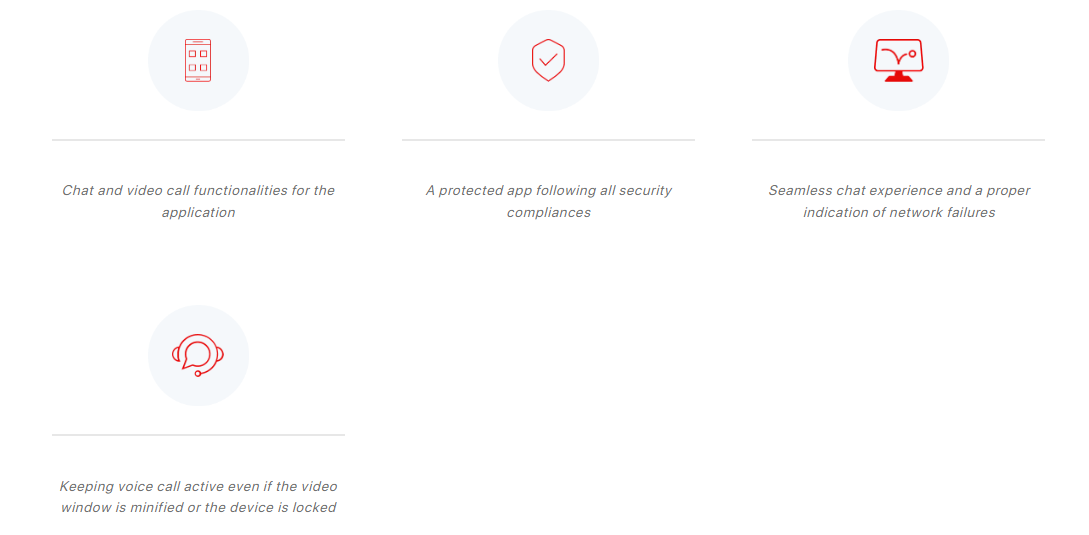 Chat and video call functionalities for the
application
A protected app following all security
compliances
Seamless chat experience and a proper
indication of network failures
Keeping voice call active even if the video
window is minified or the device is locked